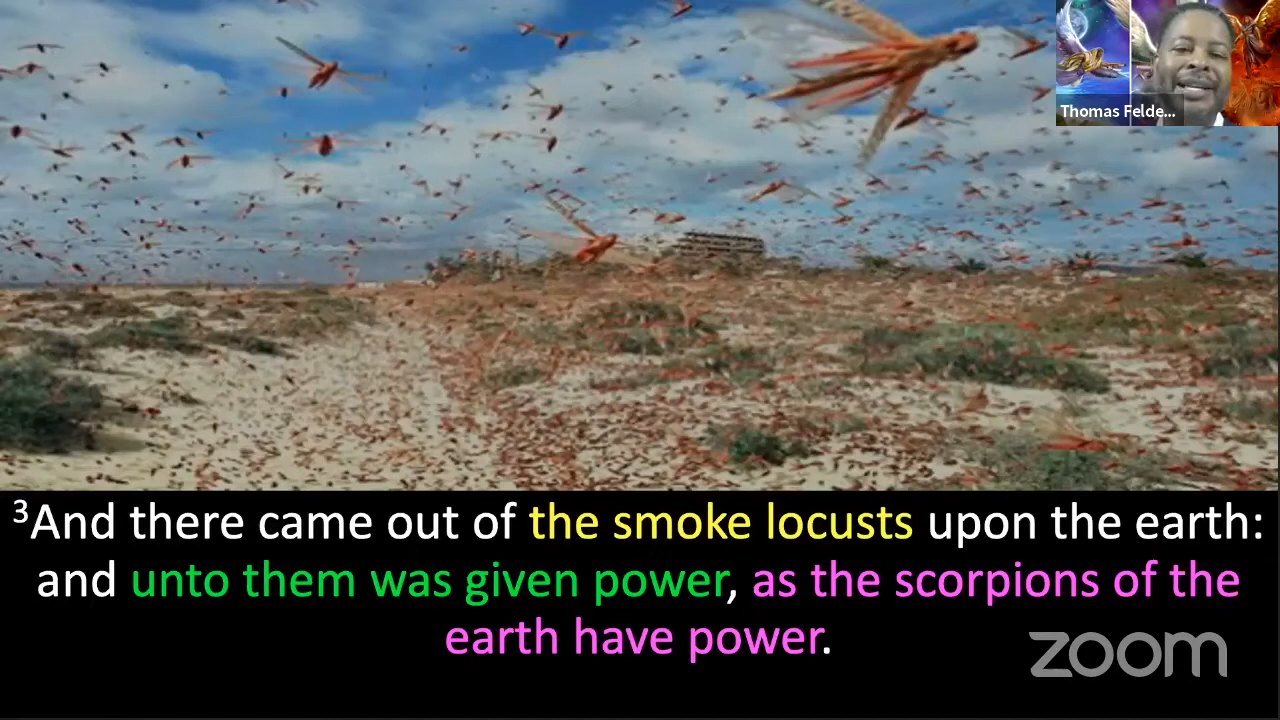 Thomas Felde...
³And there came out of the smoke locusts upon the earth:
and unto them was given power, as the scorpions of the
earth have power.
zoom